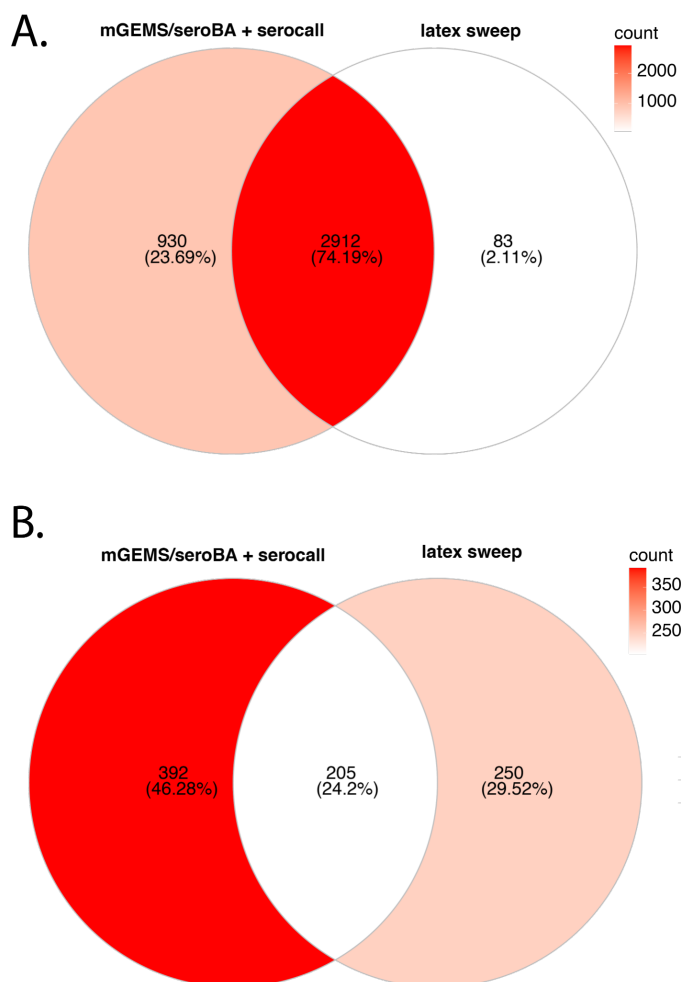 A.
mGEMS/seroBA + serocall
latex sweep
count
2000
1000
930
(23.69%)
2912
(74.19%)
83
(2.11%)
B.
mGEMS/seroBA + serocall
latex sweep
count
350
300
250
392
(46.28%)
205
(24.2%)
250
(29.52%)